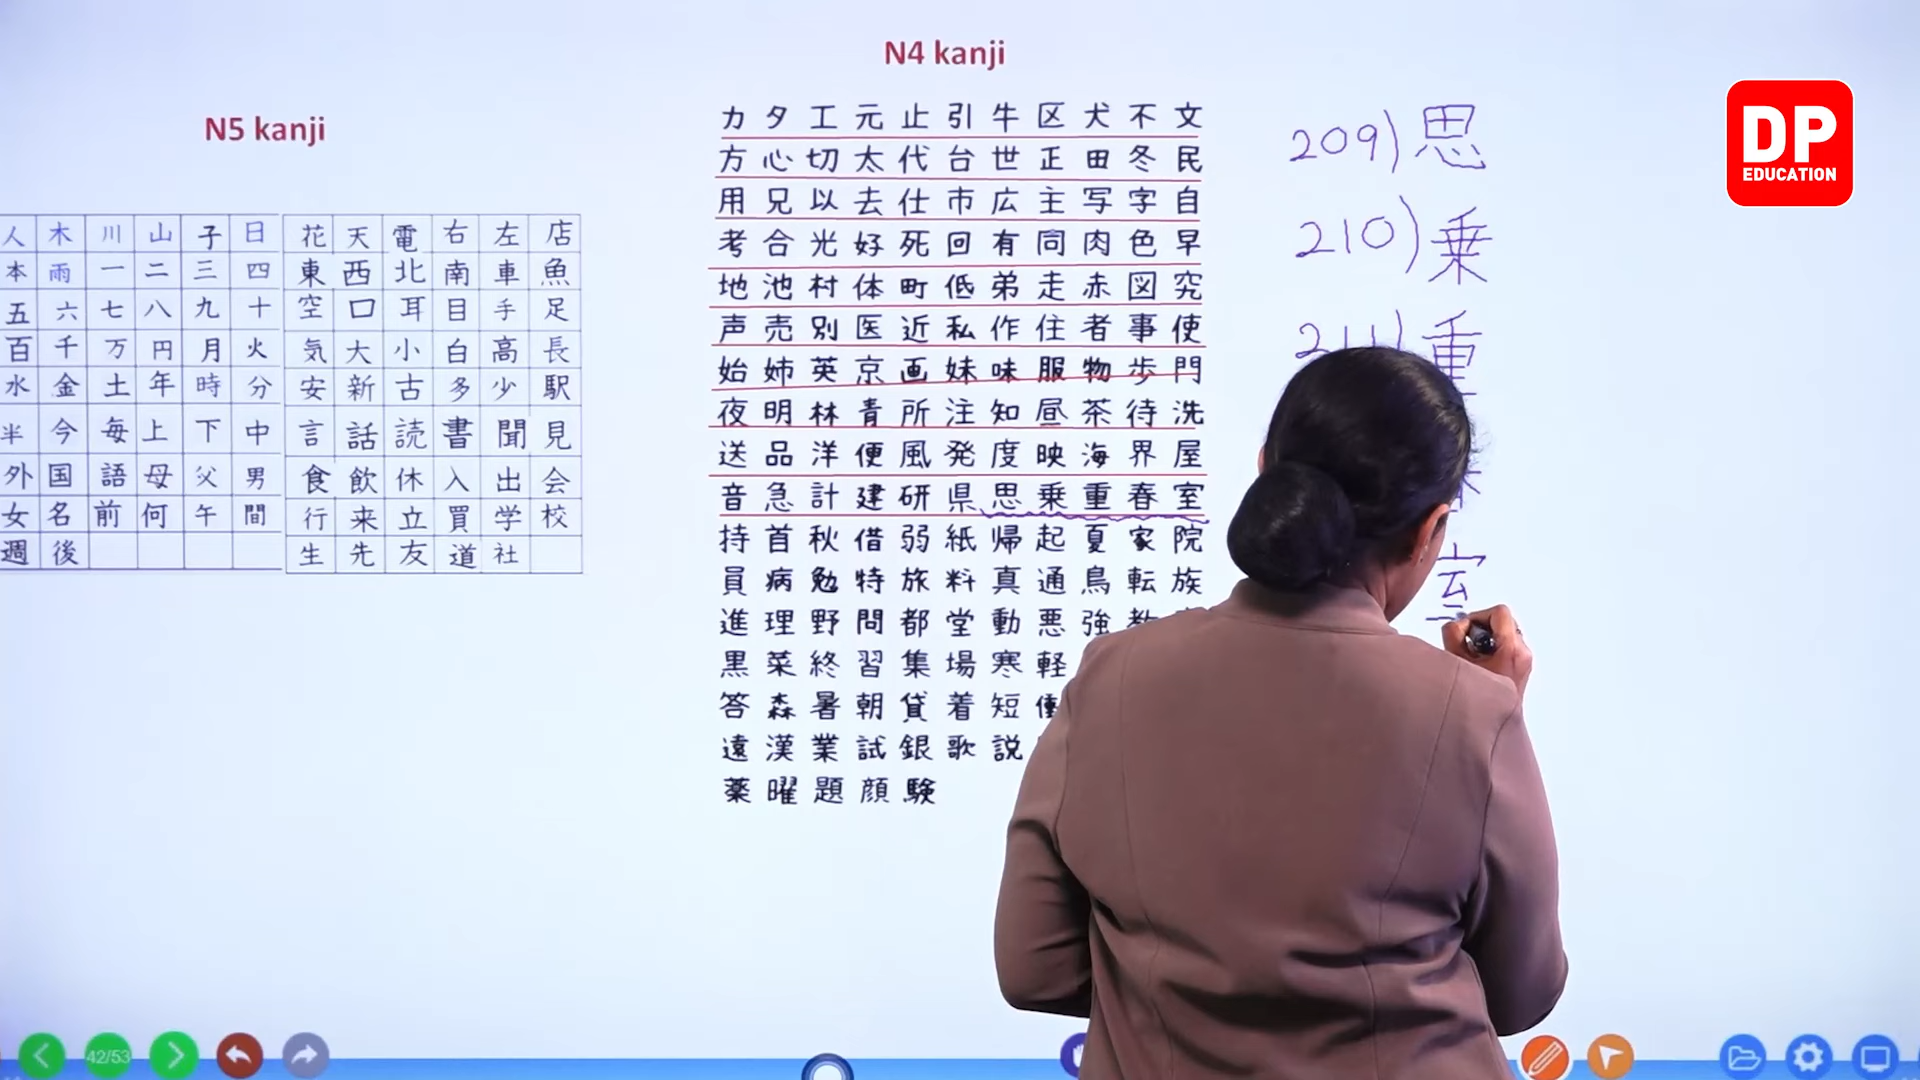 N4 kanji
N5 kanji
DP
EDUCATION
人 木 川 山 子 日
本 雨 一 二 三 四
五 六 七 八 九 十
百 千 万 円 月 火
水 金 土 年 時 分
半 今 毎 上 下 中
外 国 語 母 父 男
女 名 前 何 午 間
週 後
花 天 電 右 左 店
東 西 北 南 車 魚
空 口 耳 目 手 足
気 大 小 白 高 長
安 新 古 多 少 駅
言 話 読 書 聞 見
食 飲 休 入 出 会
行 来 立 買 学 校
生 先 友 道 社
力 夕 工 元 止 引 牛 区 犬 不 文
方 心 切 太 代 台 世 正 田 冬 民
用 兄 以 去 仕 市 広 主 写 字 自
考 合 光 好 死 回 有 同 肉 色 早
地 池 村 体 町 低 弟 走 赤 図 究
声 売 別 医 近 私 作 住 者 事 使
始 姉 英 京 画 妹 味 服 物 歩 門
夜 明 林 青 所 注 知 昼 茶 待 洗
送 品 洋 便 風 発 度 映 海 界 屋
音 急 計 建 研 県 思 乗 重 春 室
持 首 秋 借 弱 紙 帰 起 夏 家 院
員 病 勉 特 旅 料 真 通 鳥 転 族
進 理 野 問 都 堂 動 悪 強 教
黒 菜 終 習 集 場 寒 軽
答 森 暑 朝 貸 着 短 働
遠 漢 業 試 銀 歌 説
薬 曜 題 顔 験
209) 思
210) 乗
211) 重
42/53